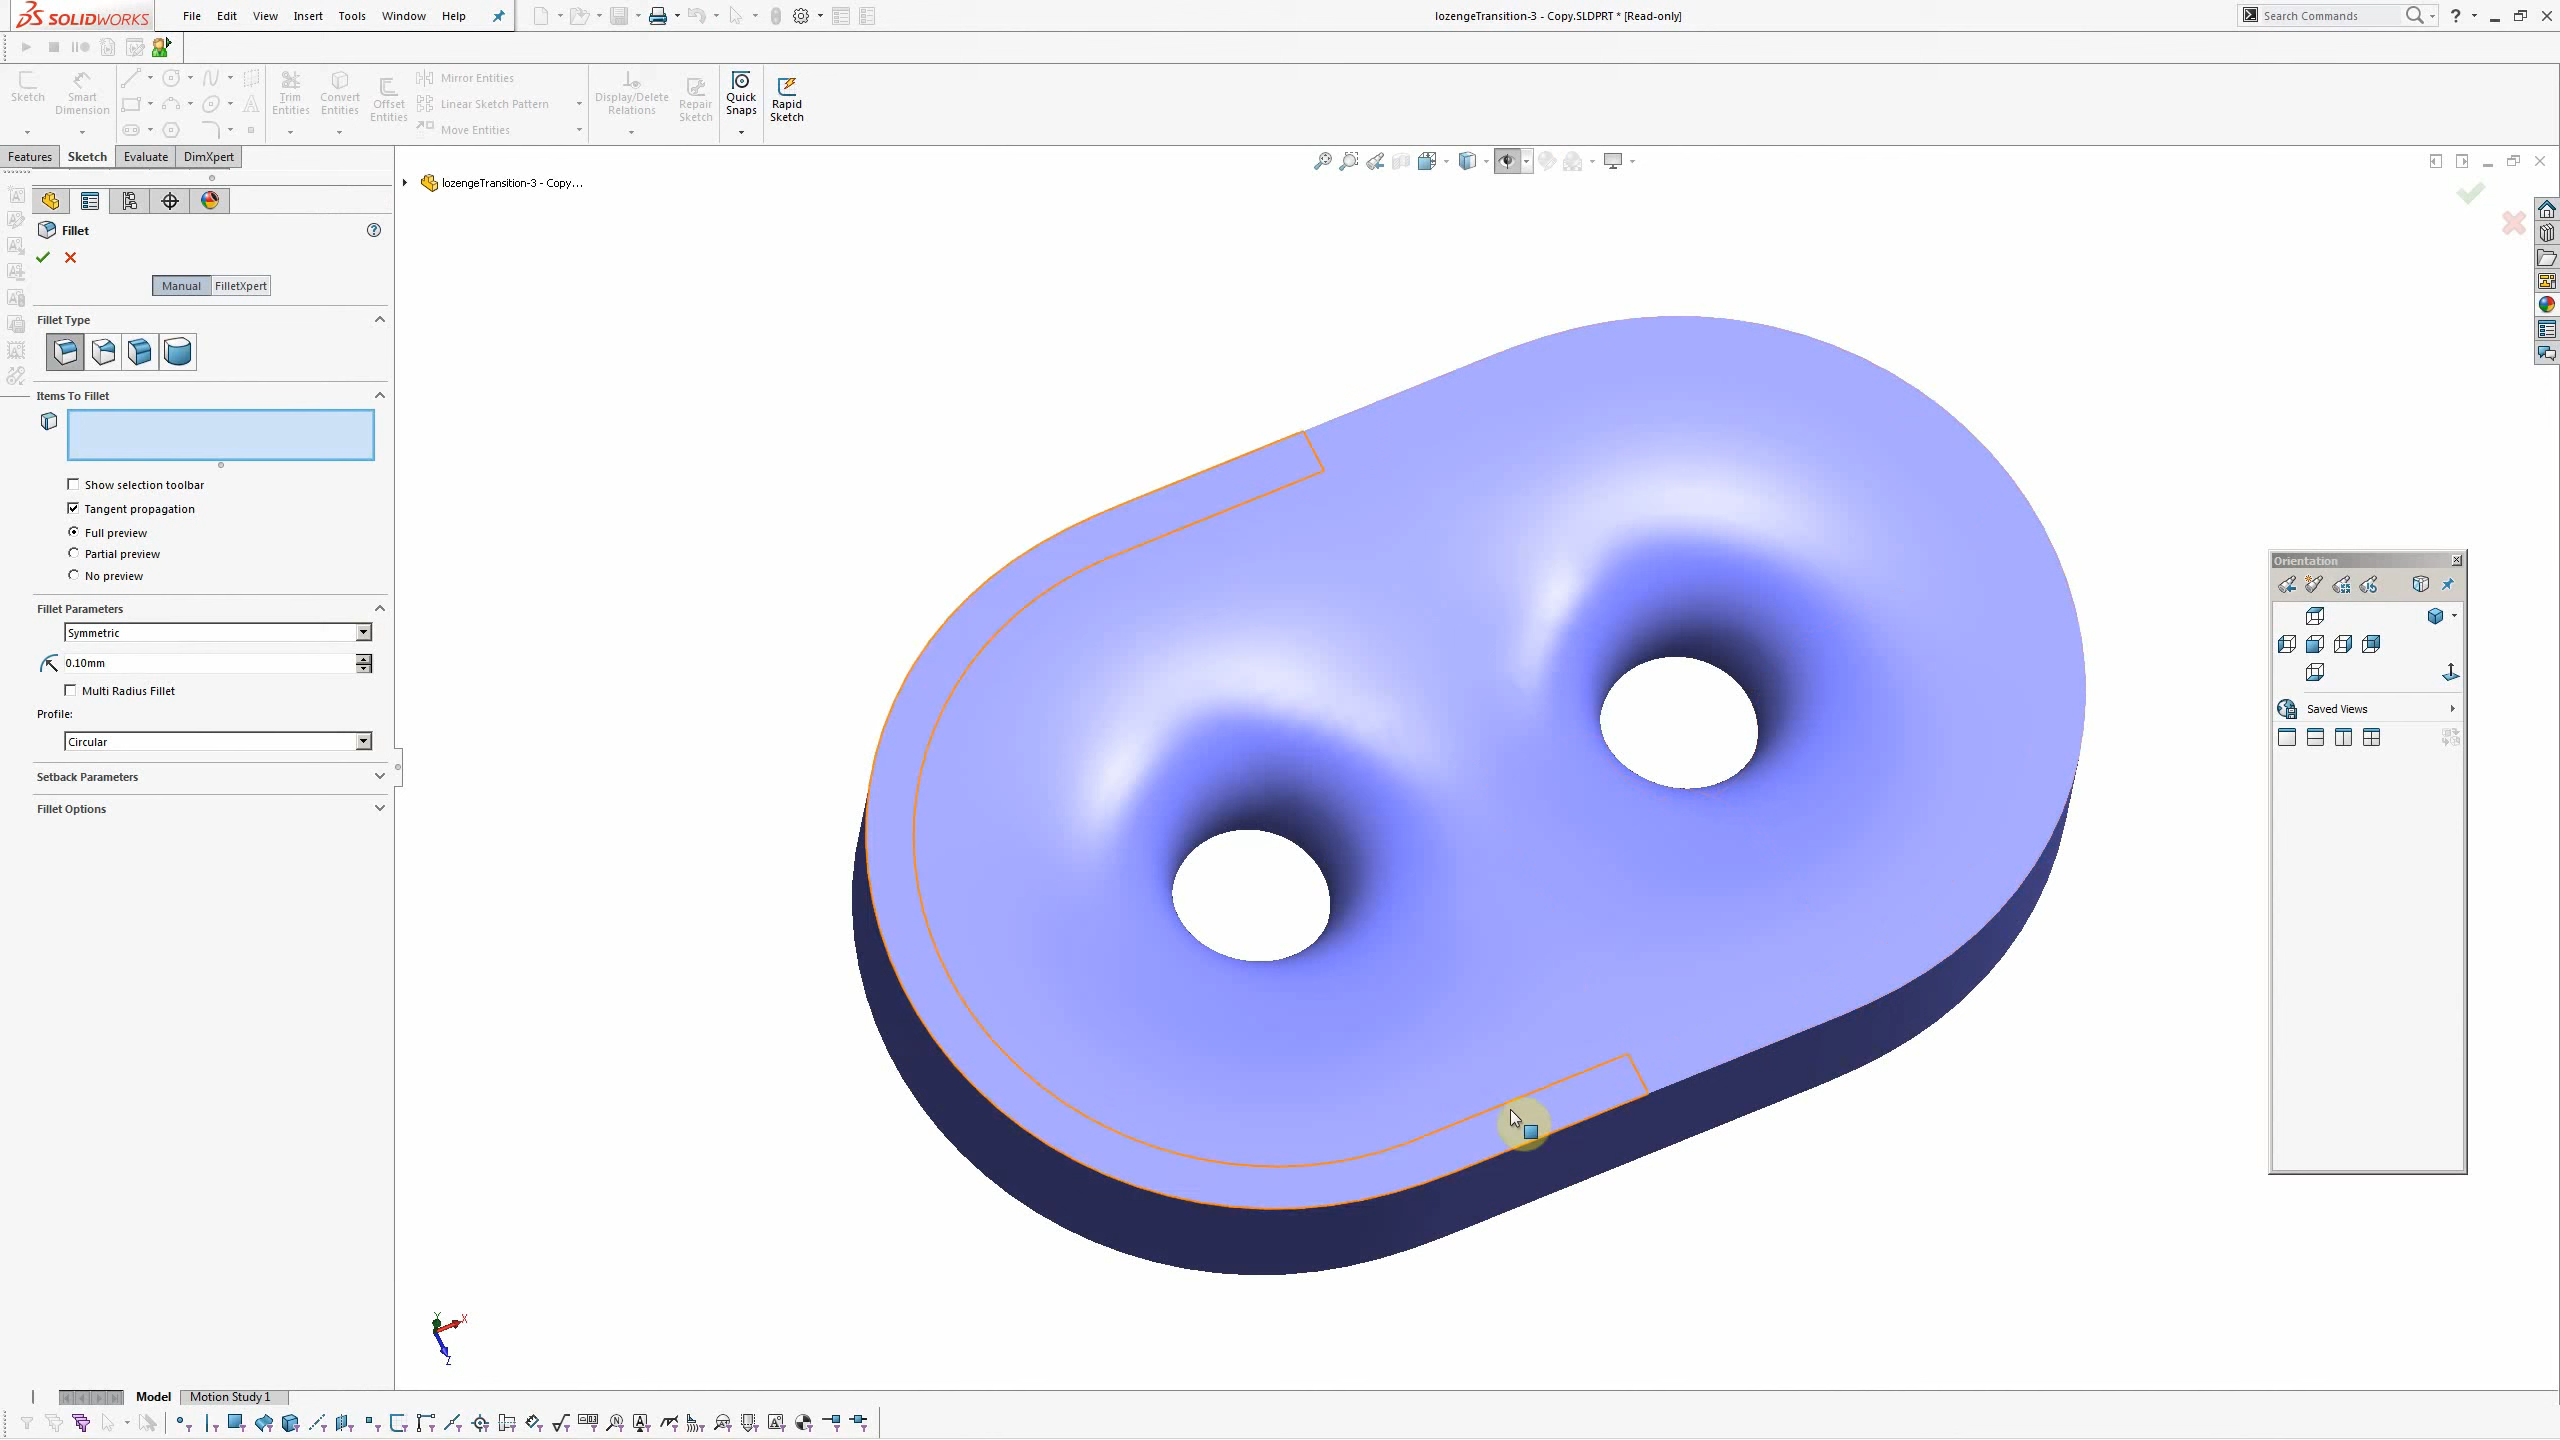 SOLIDWORKS File Edit View Insert Tools Window Help lozengeTransition-3 - Copy.SLDPRT * [Read-only] Search Commands
Sketch Smart Dimension Trim Entities Convert Entities Offset Entities Mirror Entities Linear Sketch Pattern Move Entities Display/Delete Relations Repair Sketch Quick Snaps Rapid Sketch
Features Sketch Evaluate DimXpert
lozengeTransition-3 - Copy...
Fillet
Manual FilletXpert
Fillet Type
Items To Fillet
Show selection toolbar
Tangent propagation
Full preview
Partial preview
No preview
Fillet Parameters
Symmetric
0.10mm
Multi Radius Fillet
Profile:
Circular
Setback Parameters
Fillet Options
Orientation
Saved Views
Y
X
Z
Model Motion Study 1